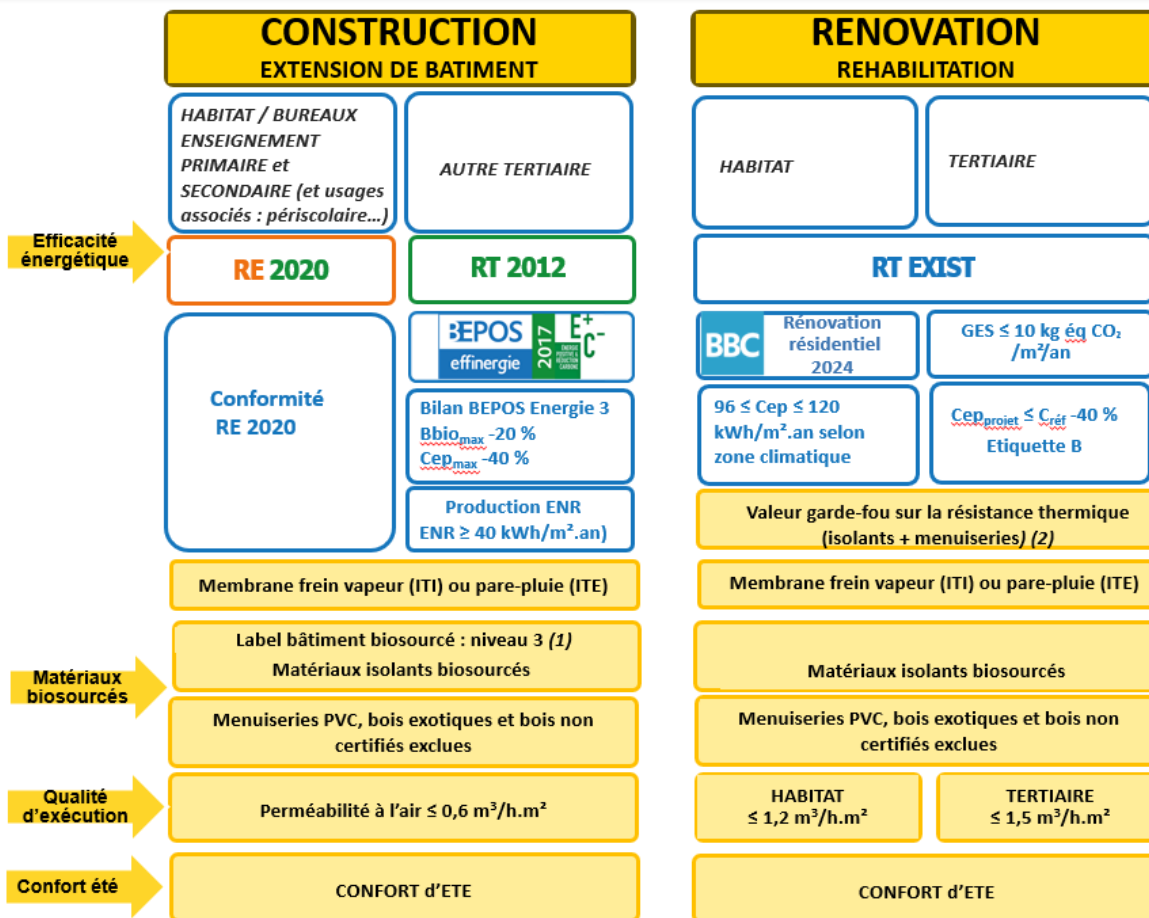 CONSTRUCTION
EXTENSION DE BATIMENT
RENOVATION
REHABILITATION
HABITAT / BUREAUX
ENSEIGNEMENT
PRIMAIRE et
SECONDAIRE (et usages
associés : périscolaire…)
AUTRE TERTIAIRE
HABITAT
TERTIAIRE
Efficacité
énergétique
RE 2020
RT 2012
RT EXIST
Conformité
RE 2020
BEPOS
effinergie
2017
E+
C-
ÉNERGIE
POSITIVE &
RÉDUCTION
CARBONE
Bilan BEPOS Energie 3
Bbiomax -20 %
Cepmax -40 %
Production ENR
ENR ≥ 40 kWh/m².an)
BBC
Rénovation
résidentiel
2024
GES ≤ 10 kg éq CO₂
/m²/an
96 ≤ Cep ≤ 120
kWh/m².an selon
zone climatique
Cepprojet ≤ Créf -40 %
Etiquette B
Valeur garde-fou sur la résistance thermique
(isolants + menuiseries) (2)
Membrane frein vapeur (ITI) ou pare-pluie (ITE)
Membrane frein vapeur (ITI) ou pare-pluie (ITE)
Matériaux
biosourcés
Label bâtiment biosourcé : niveau 3 (1)
Matériaux isolants biosourcés
Matériaux isolants biosourcés
Menuiseries PVC, bois exotiques et bois non
certifiés exclues
Menuiseries PVC, bois exotiques et bois non
certifiés exclues
Qualité
d'exécution
Perméabilité à l'air ≤ 0,6 m³/h.m²
HABITAT
≤ 1,2 m³/h.m²
TERTIAIRE
≤ 1,5 m³/h.m²
Confort été
CONFORT d'ETE
CONFORT d'ETE